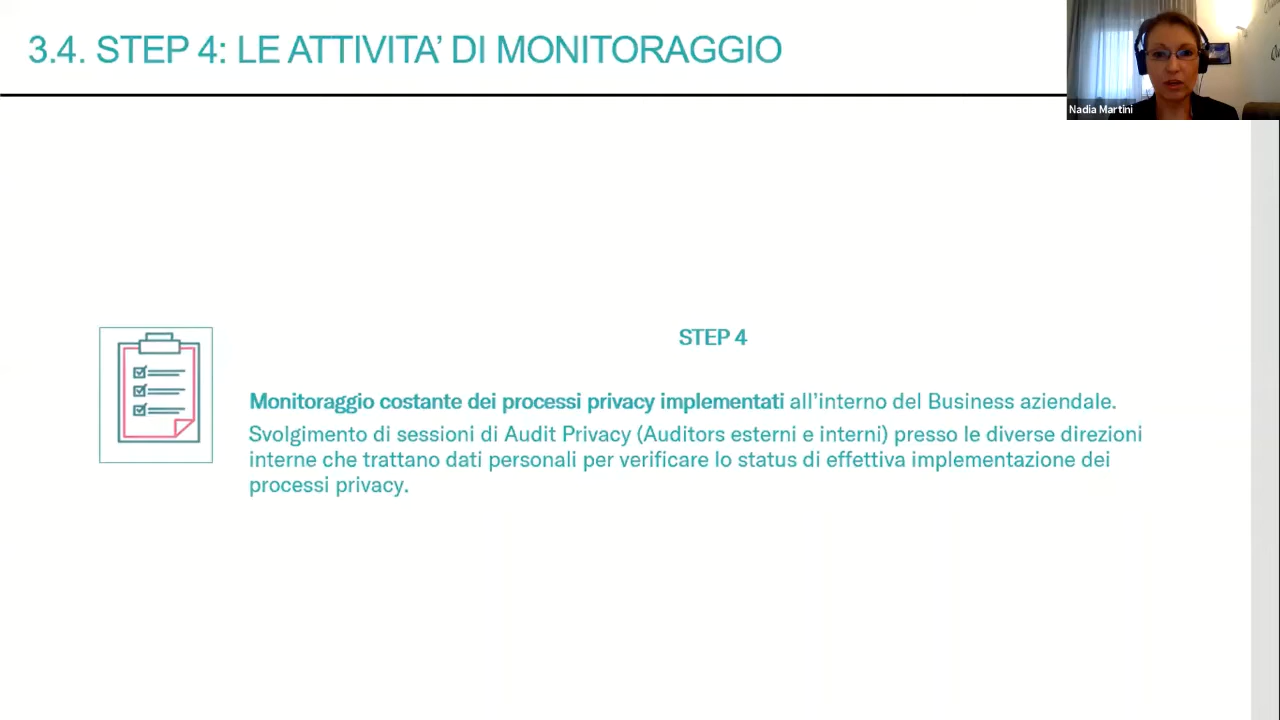 3.4. STEP 4: LE ATTIVITA’ DI MONITORAGGIO
Nadia Martini
STEP 4
Monitoraggio costante dei processi privacy implementati all’interno del Business aziendale.
Svolgimento di sessioni di Audit Privacy (Auditors esterni e interni) presso le diverse direzioni
interne che trattano dati personali per verificare lo status di effettiva implementazione dei
processi privacy.